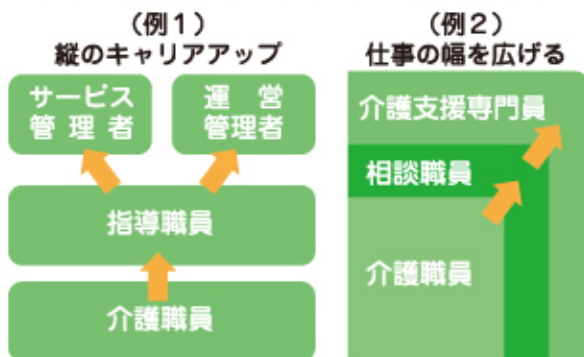 （例１）
縦のキャリアアップ
サービス
管 理 者
運　営
管理者
指導職員
介護職員
（例２）
仕事の幅を広げる
介護支援専門員
相談職員
介護職員